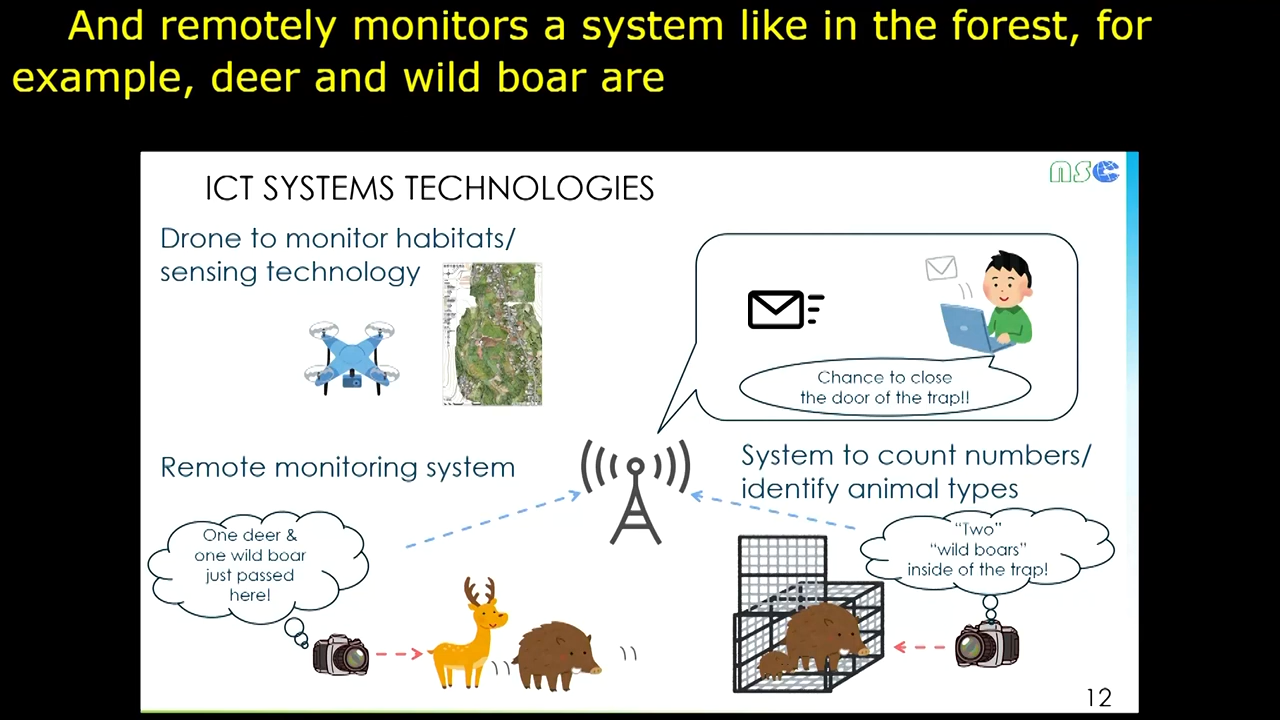 And remotely monitors a system like in the forest, for
example, deer and wild boar are
ICT SYSTEMS TECHNOLOGIES
nsc
Drone to monitor habitats/
sensing technology
Chance to close
the door of the trap!!
Remote monitoring system
System to count numbers/
identify animal types
One deer &
one wild boar
just passed
here!
“Two”
“wild boars”
inside of the trap!
12